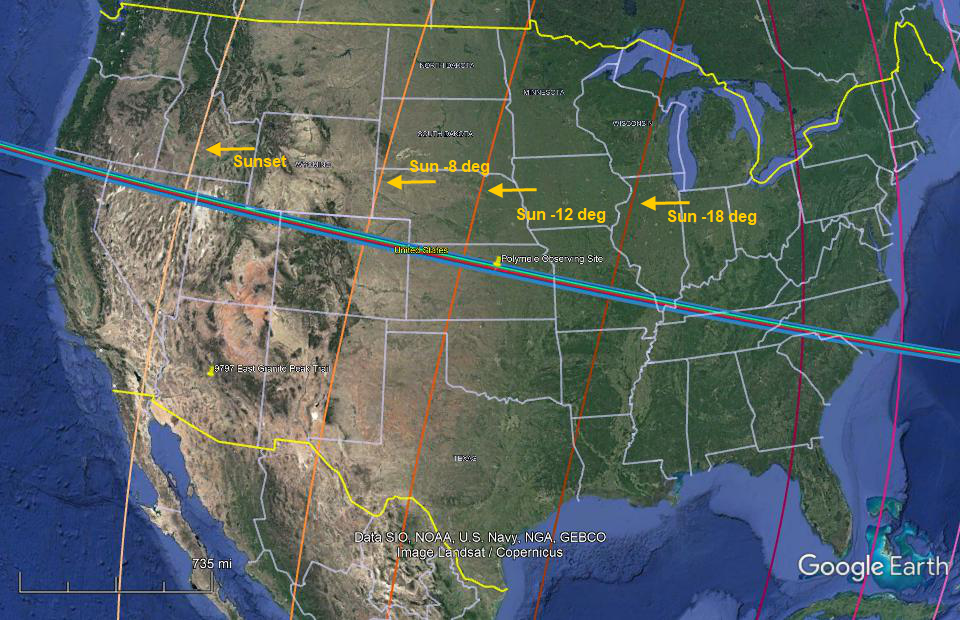 NORTH DAKOTA
MINNESOTA
WISCONSIN
SOUTH DAKOTA
Sunset
WYOMING
Sun -8 deg
Sun -12 deg
Sun -18 deg
United States
Polymele Observing Site
9797 East Granite Peak Trail
TEXAS
Data SIO, NOAA, U.S. Navy, NGA, GEBCO
Image Landsat / Copernicus
735 mi
Google Earth